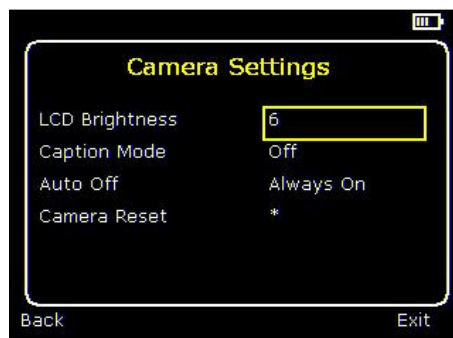 Camera Settings
LCD Brightness 6
Caption Mode Off
Auto Off Always On
Camera Reset *
Back Exit